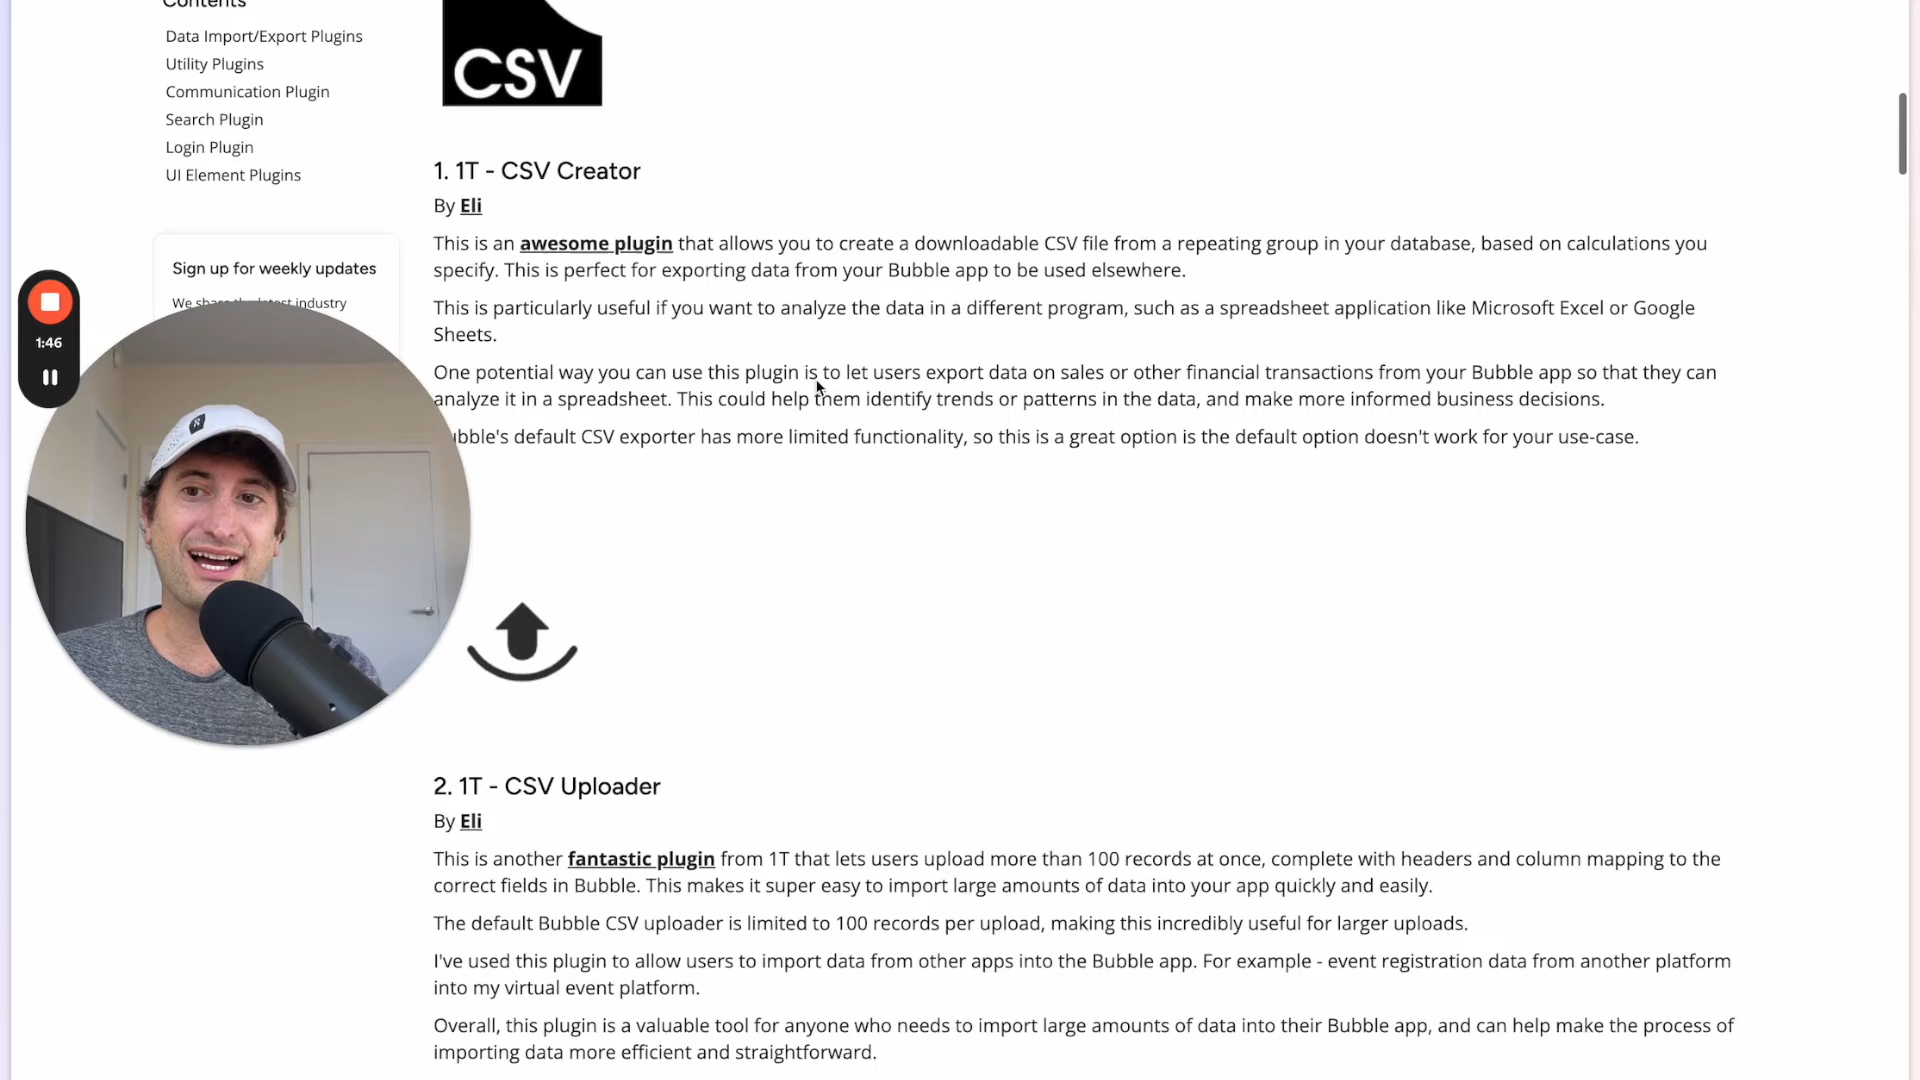 Contents
Data Import/Export Plugins
Utility Plugins
Communication Plugin
Search Plugin
Login Plugin
UI Element Plugins
Sign up for weekly updates
We share the latest industry
1:46
CSV
1. 1T - CSV Creator
By Eli
This is an awesome plugin that allows you to create a downloadable CSV file from a repeating group in your database, based on calculations you
specify. This is perfect for exporting data from your Bubble app to be used elsewhere.
This is particularly useful if you want to analyze the data in a different program, such as a spreadsheet application like Microsoft Excel or Google
Sheets.
One potential way you can use this plugin is to let users export data on sales or other financial transactions from your Bubble app so that they can
analyze it in a spreadsheet. This could help them identify trends or patterns in the data, and make more informed business decisions.
ubble's default CSV exporter has more limited functionality, so this is a great option is the default option doesn't work for your use-case.
2. 1T - CSV Uploader
By Eli
This is another fantastic plugin from 1T that lets users upload more than 100 records at once, complete with headers and column mapping to the
correct fields in Bubble. This makes it super easy to import large amounts of data into your app quickly and easily.
The default Bubble CSV uploader is limited to 100 records per upload, making this incredibly useful for larger uploads.
I've used this plugin to allow users to import data from other apps into the Bubble app. For example - event registration data from another platform
into my virtual event platform.
Overall, this plugin is a valuable tool for anyone who needs to import large amounts of data into their Bubble app, and can help make the process of
importing data more efficient and straightforward.